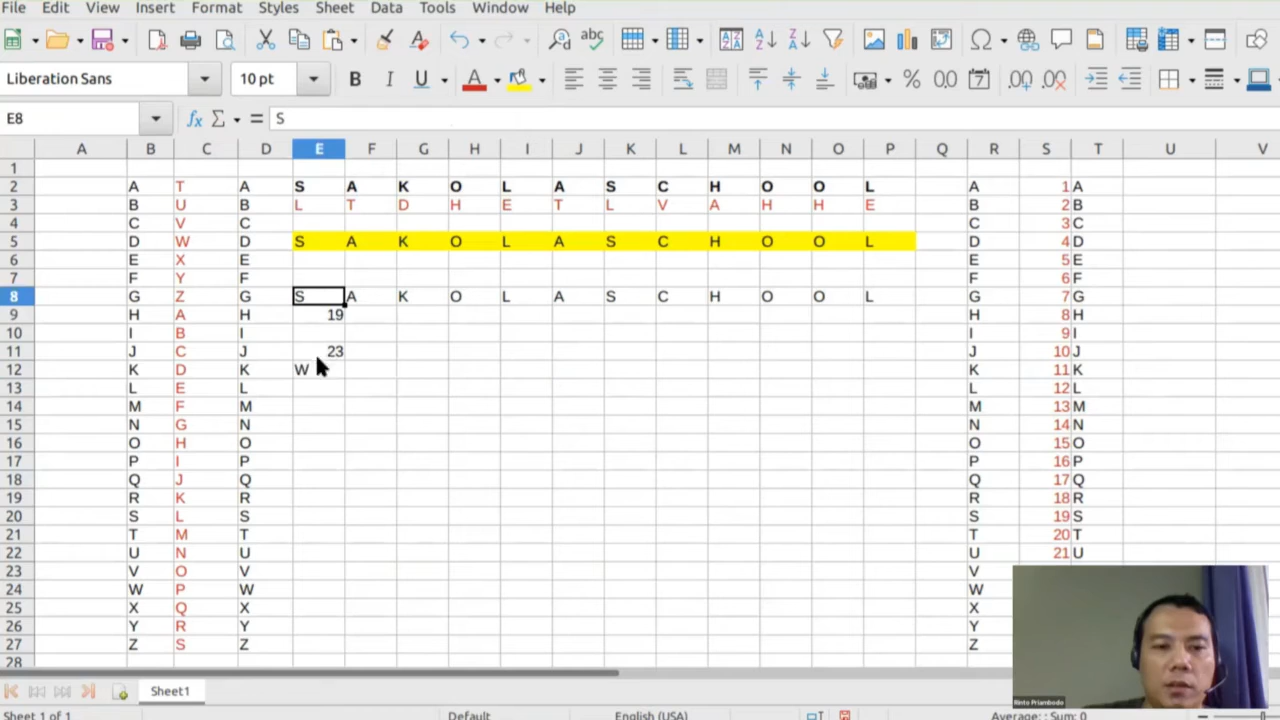 File Edit View Insert Format Styles Sheet Data Tools Window Help
Liberation Sans 10 pt
E8 S
A B C D E F G H I J K L M N O P Q R S T U V
1
2 A T A S A K O L A S C H O O L A 1 A
3 B U B L T D H E T L V A H H E B 2 B
4 C V C C 3 C
5 D W D S A K O L A S C H O O L D 4 D
6 E X E E 5 E
7 F Y F F 6 F
8 G Z G S A K O L A S C H O O L G 7 G
9 H A H 19 H 8 H
10 I B I I 9 I
11 J C J 23 J 10 J
12 K D K W K 11 K
13 L E L L 12 L
14 M F M M 13 M
15 N G N N 14 N
16 O H O O 15 O
17 P I P P 16 P
18 Q J Q Q 17 Q
19 R K R R 18 R
20 S L S S 19 S
21 T M T T 20 T
22 U N U U 21 U
23 V O V V
24 W P W W
25 X Q X X
26 Y R Y Y
27 Z S Z Z
28
Rinto Priambodo
Sheet1
Sheet 1 of 1 Default English (USA) Average: ; Sum: 0